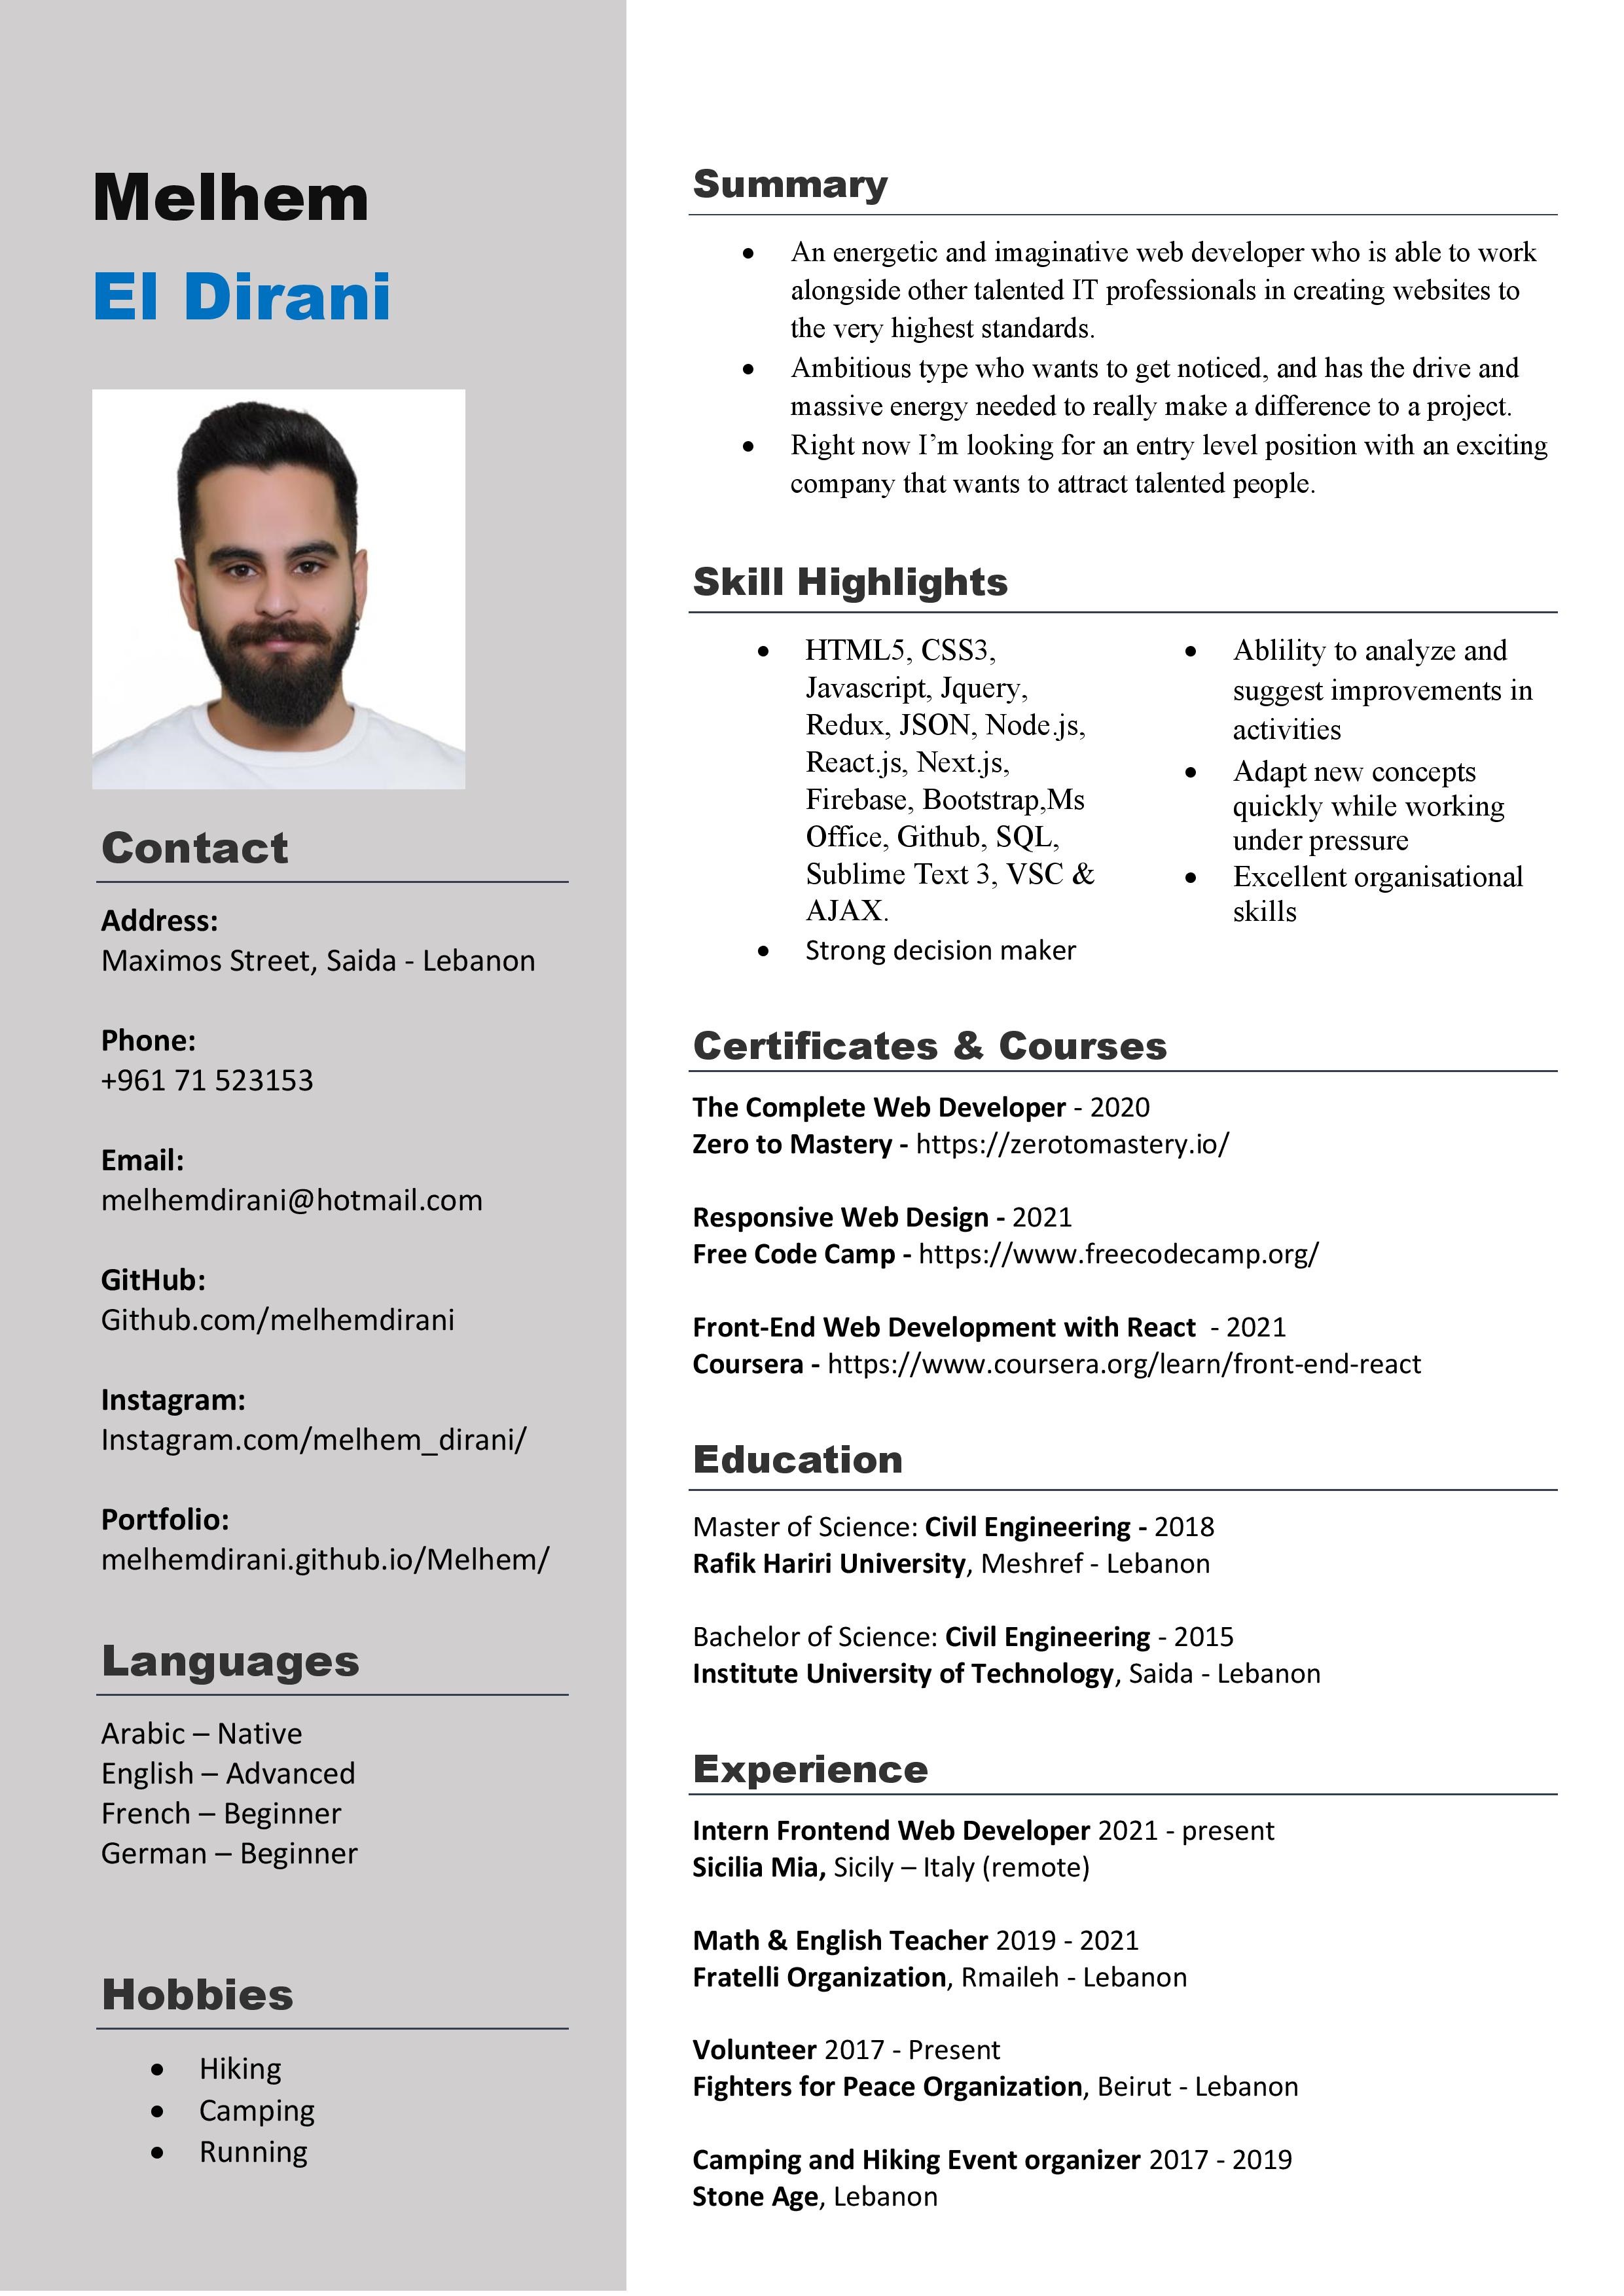 Melhem
El Dirani
Contact
Address:
Maximos Street, Saida - Lebanon
Phone:
+961 71 523153
Email:
melhemdirani@hotmail.com
GitHub:
Github.com/melhemdirani
Instagram:
Instagram.com/melhem_dirani/
Portfolio:
melhemdirani.github.io/Melhem/
Languages
Arabic – Native
English – Advanced
French – Beginner
German – Beginner
Hobbies
• Hiking
• Camping
• Running
Summary
• An energetic and imaginative web developer who is able to work
alongside other talented IT professionals in creating websites to
the very highest standards.
• Ambitious type who wants to get noticed, and has the drive and
massive energy needed to really make a difference to a project.
• Right now I’m looking for an entry level position with an exciting
company that wants to attract talented people.
Skill Highlights
• HTML5, CSS3,
Javascript, Jquery,
Redux, JSON, Node.js,
React.js, Next.js,
Firebase, Bootstrap,Ms
Office, Github, SQL,
Sublime Text 3, VSC &
AJAX.
• Strong decision maker
• Ablility to analyze and
suggest improvements in
activities
• Adapt new concepts
quickly while working
under pressure
• Excellent organisational
skills
Certificates & Courses
The Complete Web Developer - 2020
Zero to Mastery - https://zerotomastery.io/
Responsive Web Design - 2021
Free Code Camp - https://www.freecodecamp.org/
Front-End Web Development with React  - 2021
Coursera - https://www.coursera.org/learn/front-end-react
Education
Master of Science: Civil Engineering - 2018
Rafik Hariri University, Meshref - Lebanon
Bachelor of Science: Civil Engineering - 2015
Institute University of Technology, Saida - Lebanon
Experience
Intern Frontend Web Developer 2021 - present
Sicilia Mia, Sicily – Italy (remote)
Math & English Teacher 2019 - 2021
Fratelli Organization, Rmaileh - Lebanon
Volunteer 2017 - Present
Fighters for Peace Organization, Beirut - Lebanon
Camping and Hiking Event organizer 2017 - 2019
Stone Age, Lebanon